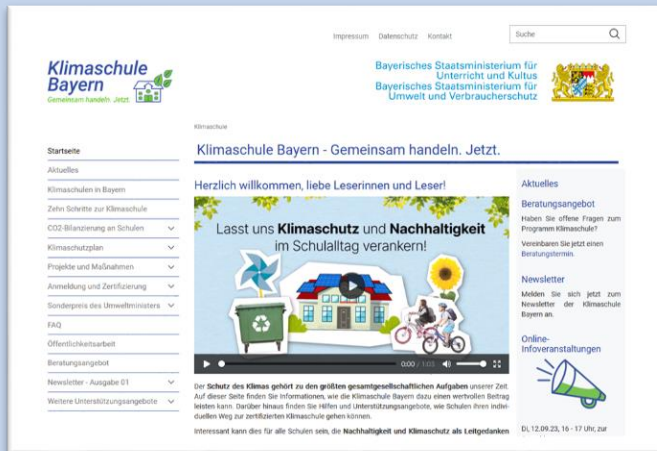 Impressum Datenschutz Kontakt
Suche
Klimaschule
Bayern
Gemeinsam handeln. Jetzt.
Bayerisches Staatsministerium für
Unterricht und Kultus
Bayerisches Staatsministerium für
Umwelt und Verbraucherschutz
Klimaschule
Startseite
Aktuelles
Klimaschulen in Bayern
Zehn Schritte zur Klimaschule
CO2-Bilanzierung an Schulen
Klimaschutzplan
Projekte und Maßnahmen
Anmeldung und Zertifizierung
Sonderpreis des Umweltministers
FAQ
Öffentlichkeitsarbeit
Beratungsangebot
Newsletter - Ausgabe 01
Weitere Unterstützungsangebote
Klimaschule Bayern - Gemeinsam handeln. Jetzt.
Herzlich willkommen, liebe Leserinnen und Leser!
Lasst uns Klimaschutz und Nachhaltigkeit
im Schulalltag verankern!
0:00 / 1:03
Der Schutz des Klimas gehört zu den größten gesamtgesellschaftlichen Aufgaben unserer Zeit.
Auf dieser Seite finden Sie Informationen, wie die Klimaschule Bayern dazu einen wertvollen Beitrag
leisten kann. Darüber hinaus finden Sie Hilfen und Unterstützungsangebote, wie Schulen ihren indivi-
duellen Weg zur zertifizierten Klimaschule gehen können.
Interessant kann dies für alle Schulen sein, die Nachhaltigkeit und Klimaschutz als Leitgedanken
Aktuelles
Beratungsangebot
Haben Sie offene Fragen zum
Programm Klimaschule?
Vereinbaren Sie jetzt einen
Beratungstermin.
Newsletter
Melden Sie sich jetzt zum
Newsletter der Klimaschule
Bayern an.
Online-
Infoveranstaltungen
Di, 12.09.23, 16 - 17 Uhr, zur